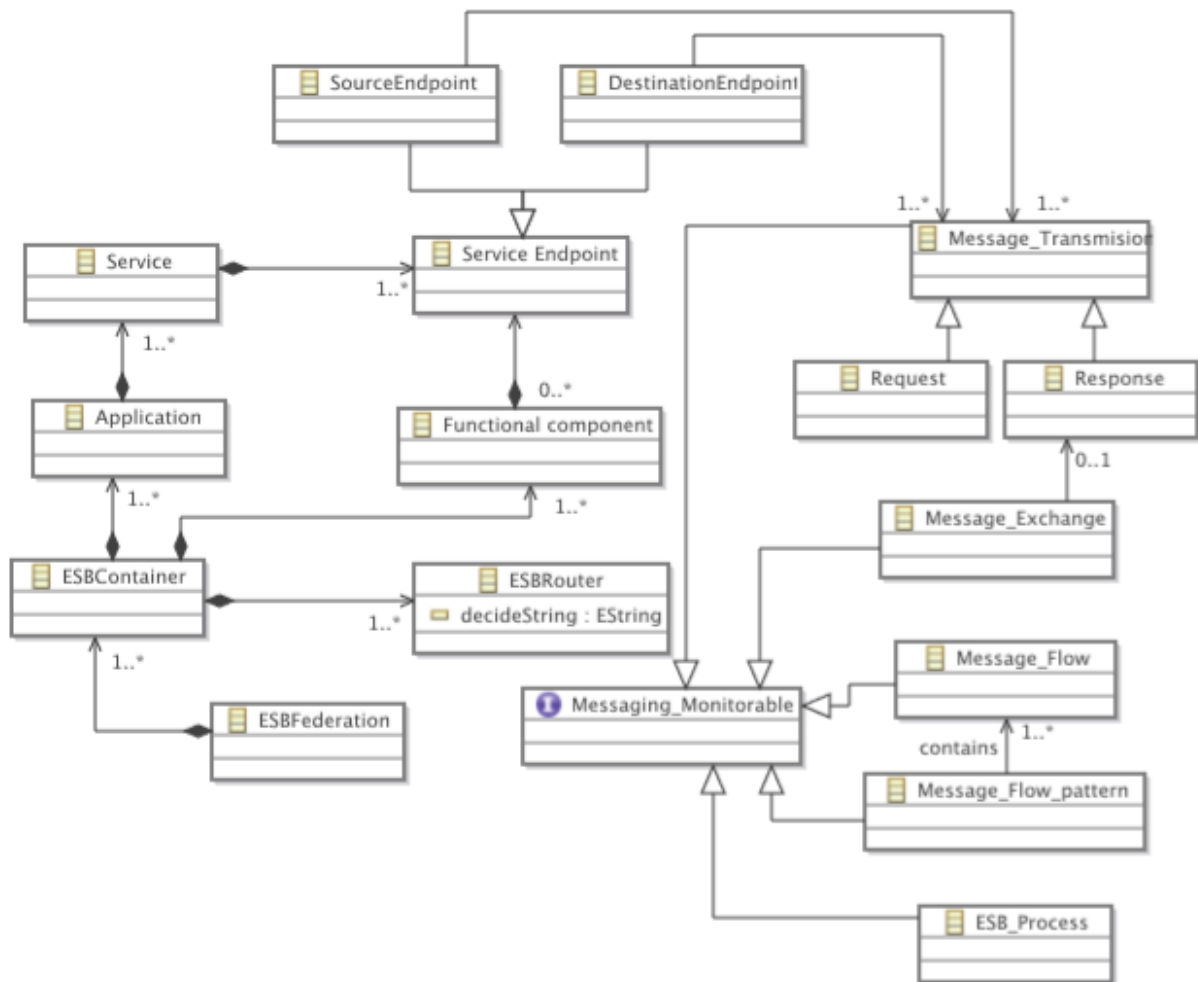 SourceEndpoint
DestinationEndpoint
1..*
1..*
Message_Transmision
Service
1..*
Service Endpoint
1..*
Request
Response
Application
0..*
Functional component
0..1
1..*
1..*
Message_Exchange
ESBContainer
ESBRouter
decideString : EString
1..*
1..*
Message_Flow
ESBFederation
I
Messaging_Monitorable
1..*
contains
Message_Flow_pattern
ESB_Process